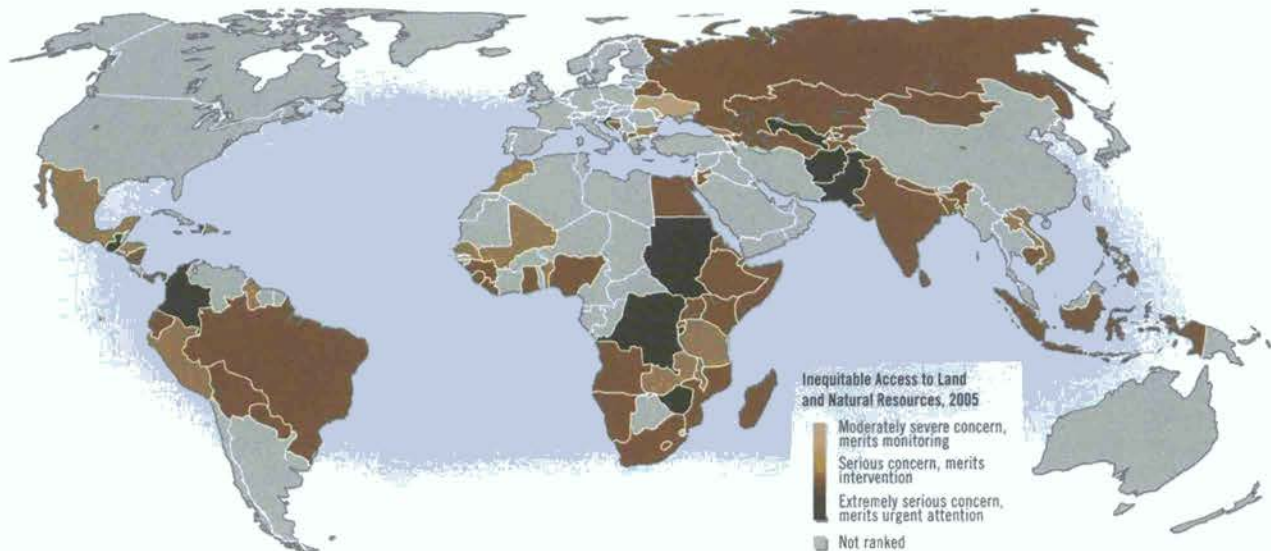 Inequitable Access to Land
and Natural Resources, 2005
Moderately severe concern,
merits monitoring
Serious concern, merits
intervention
Extremely serious concern,
merits urgent attention
Not ranked